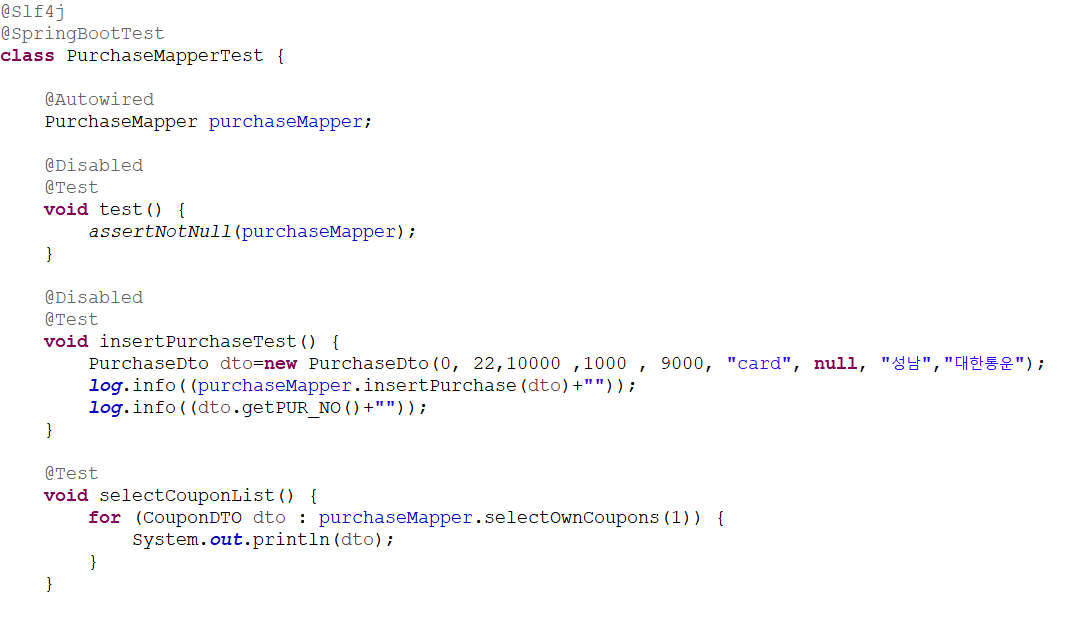 @Slf4j
@SpringBootTest
class PurchaseMapperTest {
@Autowired
PurchaseMapper purchaseMapper;
@Disabled
@Test
void test() {
assertNotNull(purchaseMapper);
}
@Disabled
@Test
void insertPurchaseTest() {
PurchaseDto dto=new PurchaseDto(0, 22,10000 ,1000 , 9000, "card", null, "성남","대한통운");
log.info((purchaseMapper.insertPurchase(dto)+""));
log.info((dto.getPUR_NO()+""));
}
@Test
void selectCouponList() {
for (CouponDTO dto : purchaseMapper.selectOwnCoupons(1)) {
System.out.println(dto);
}
}